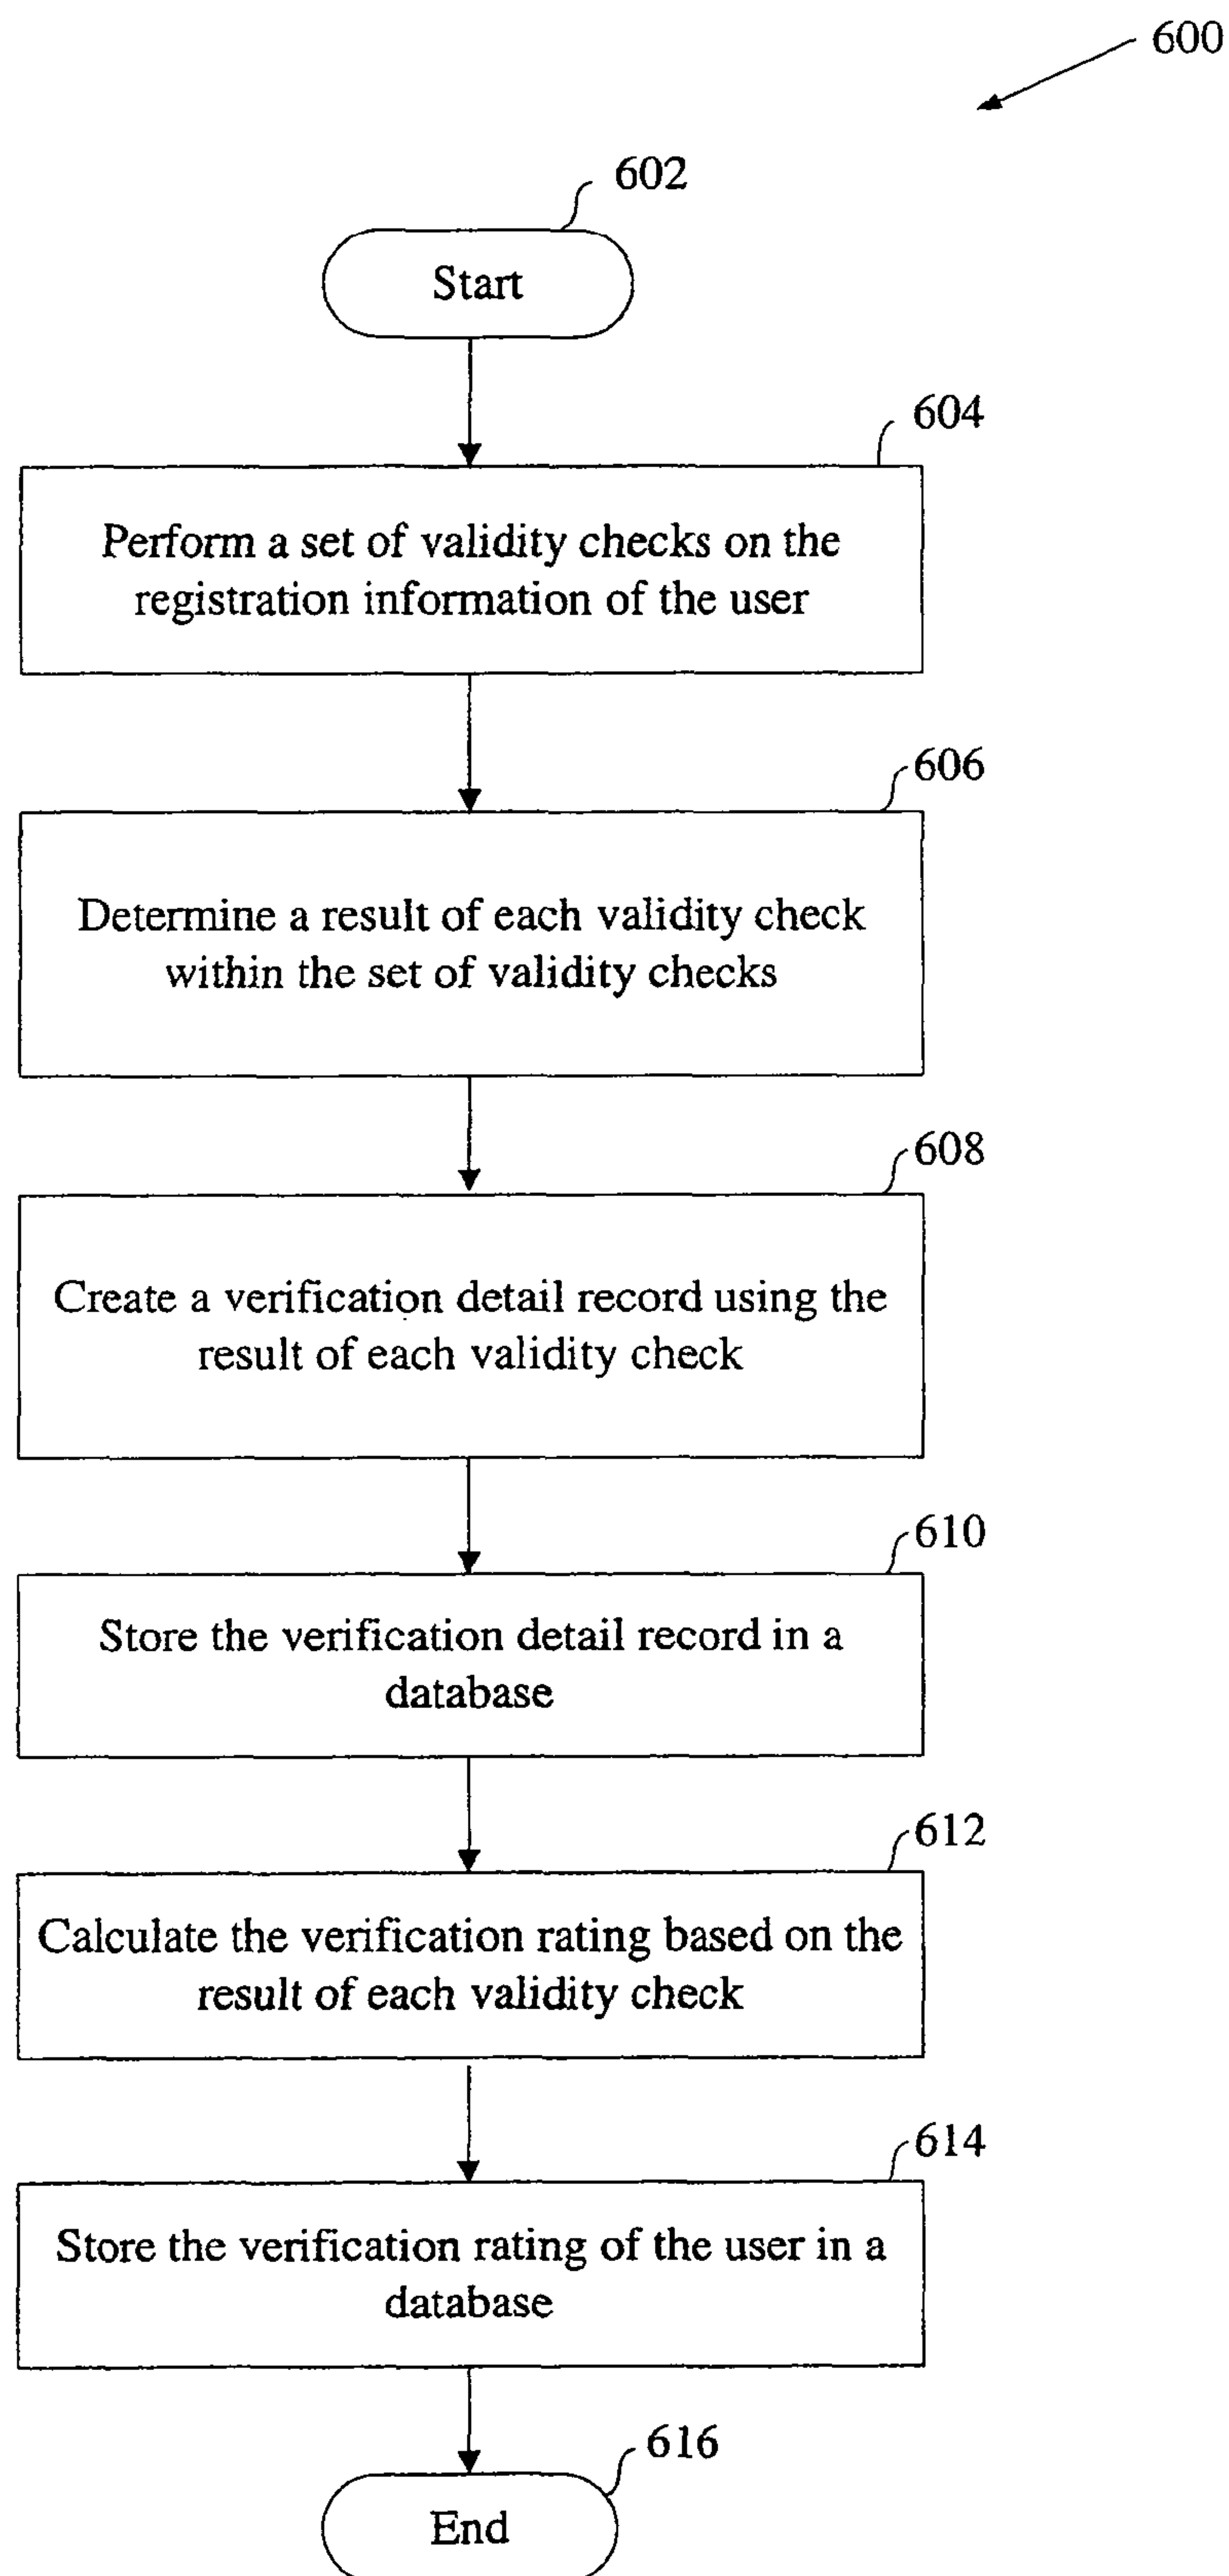 600
602
Start
604
Perform a set of validity checks on the
registration information of the user
606
Determine a result of each validity check
within the set of validity checks
608
Create a verification detail record using the
result of each validity check
610
Store the verification detail record in a
database
612
Calculate the verification rating based on the
result of each validity check
614
Store the verification rating of the user in a
database
616
End